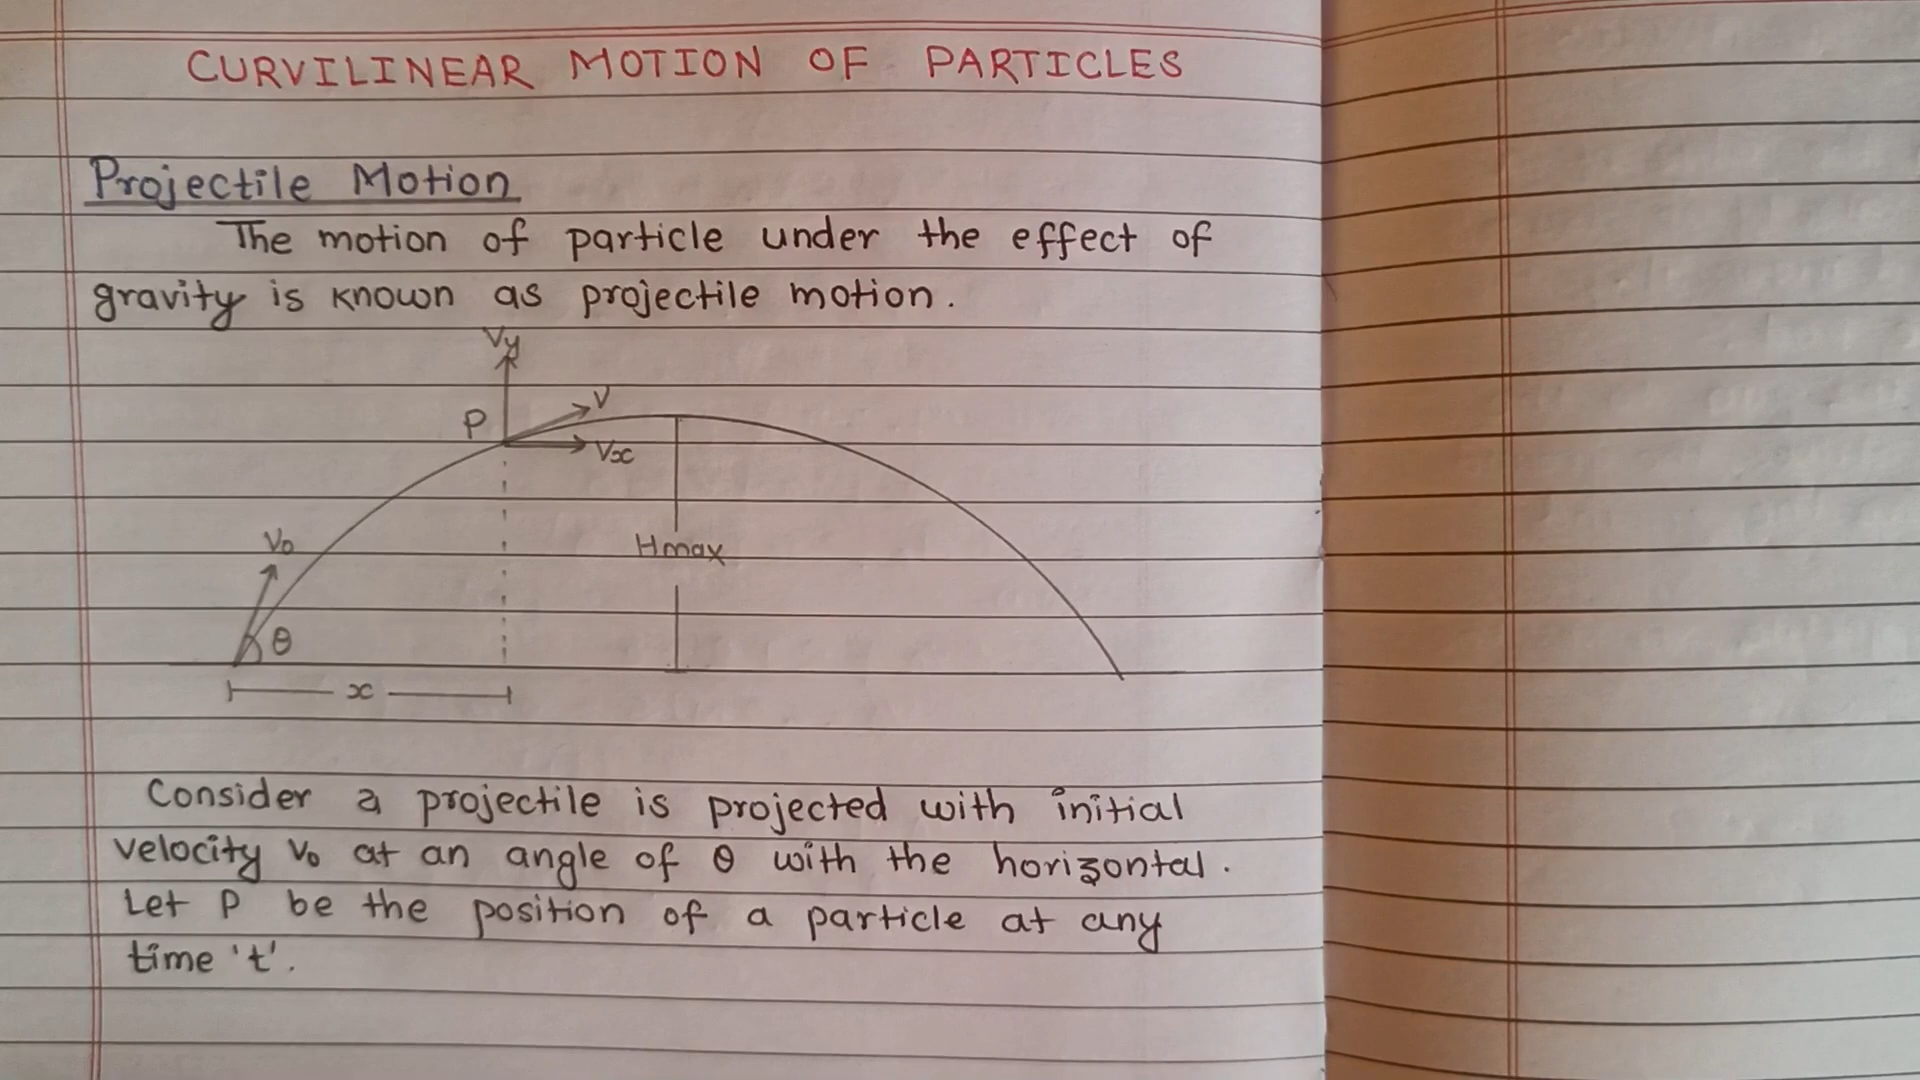 CURVILINEAR MOTION OF PARTICLES
Projectile Motion
The motion of particle under the effect of
gravity is known as projectile motion.
Vy
V
P
Vx
Vo
Hmax
θ
x
Consider a projectile is projected with initial
velocity Vo at an angle of θ with the horizontal.
Let P be the position of a particle at any
time 't'.